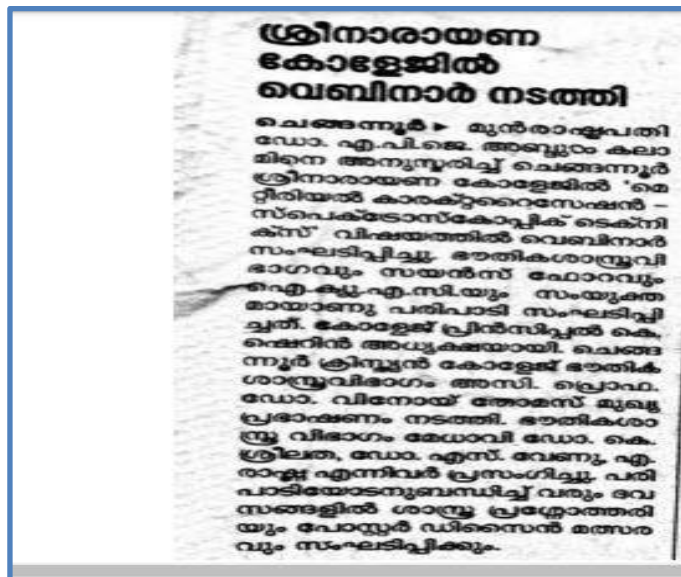 ശ്രീനാരായണ
കോളേജിൽ
വെബിനാർ നടത്തി
ചെങ്ങന്നൂർ ▸ മുൻരാഷ്ട്രപതി
ഡോ. എ.പി.ജെ. അബ്ദുൾ കലാ
മിനെ അനുസ്മരിച്ച് ചെങ്ങന്നൂർ
ശ്രീനാരായണ കോളേജിൽ 'മെ
റ്റീരിയൽ കാരക്ടറൈസേഷൻ –
സ്പെക്ട്രോസ്കോപ്പിക് ടെക്നി
ക്സ്' വിഷയത്തിൽ വെബിനാർ
സംഘടിപ്പിച്ചു. ഭൗതികശാസ്ത്രവി
ഭാഗവും സയൻസ് ഫോറവും
ഐ.ക്യു.എ.സി.യും സംയുക്ത
മായാണു പരിപാടി സംഘടിപ്പി
ച്ചത്. കോളേജ് പ്രിൻസിപ്പൽ കെ.
ഷെറിൻ അധ്യക്ഷയായി. ചെങ്ങ
ന്നൂർ ക്രിസ്ത്യൻ കോളേജ് ഭൗതിക
ശാസ്ത്രവിഭാഗം അസി. പ്രൊഫ.
ഡോ. വിനോയ് തോമസ് മുഖ്യ
പ്രഭാഷണം നടത്തി. ഭൗതികശാ
സ്ത്ര വിഭാഗം മേധാവി ഡോ. കെ.
ശ്രീലത, ഡോ. എസ്. വേണു, എ.
എന്നിവർ പ്രസംഗിച്ചു. പരി
പാടിയോടനുബന്ധിച്ച് വരും ദിവ
സങ്ങളിൽ ശാസ്ത്ര പ്രശ്നോത്തരി
യും പോസ്റ്റർ ഡിസൈൻ മത്സര
വും സംഘടിപ്പിക്കും.